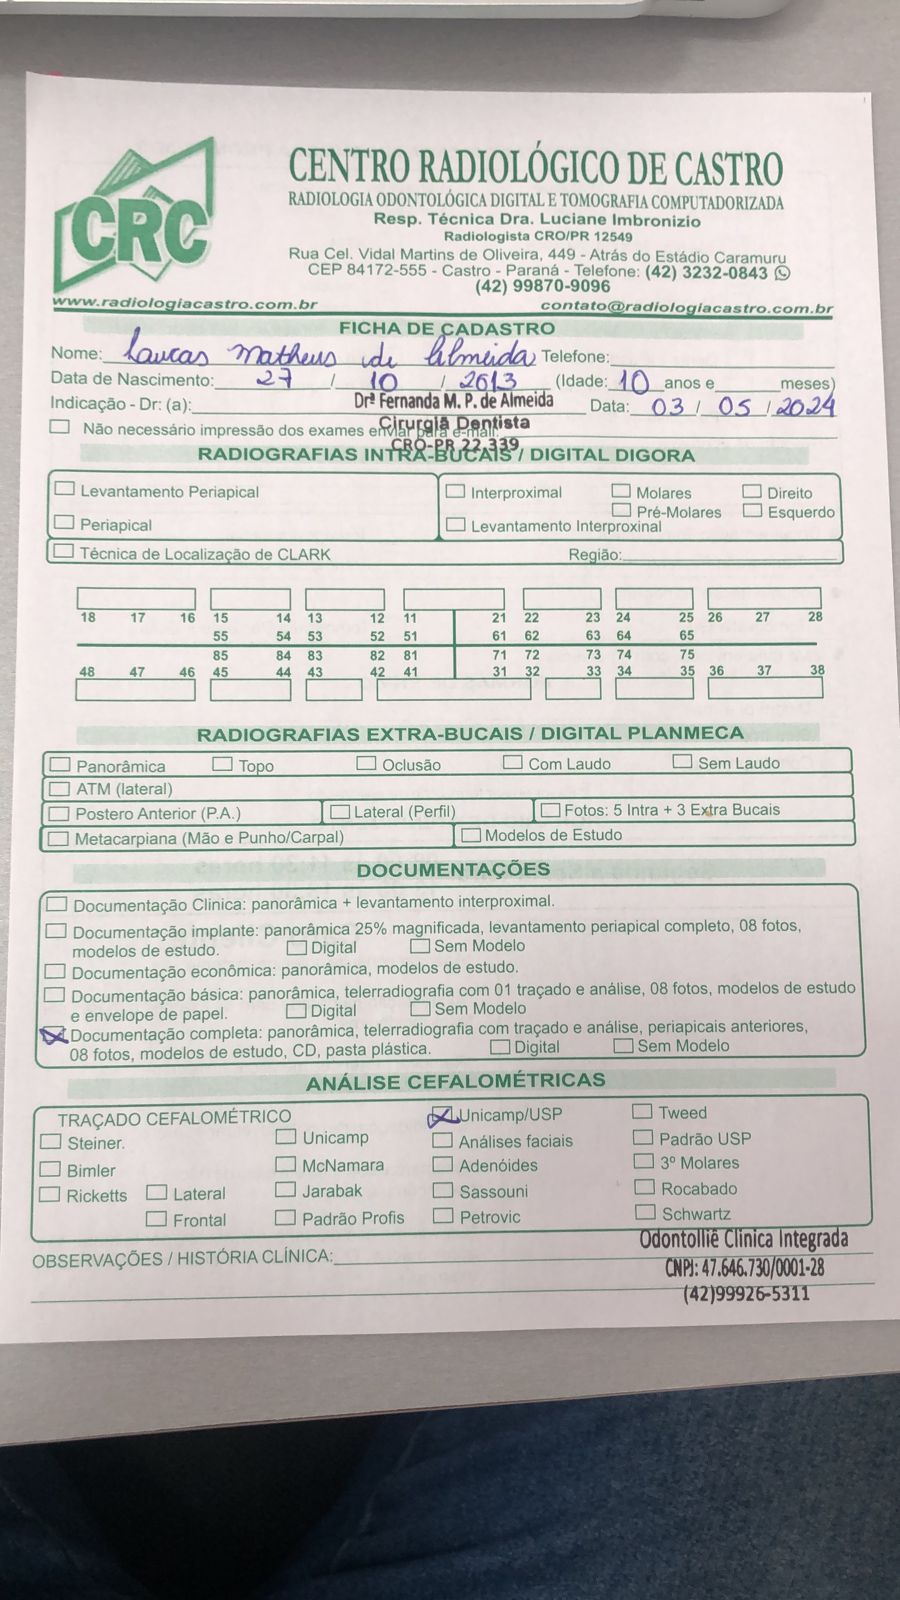 CRC
CENTRO RADIOLÓGICO DE CASTRO
RADIOLOGIA ODONTOLÓGICA DIGITAL E TOMOGRAFIA COMPUTADORIZADA
Resp. Técnica Dra. Luciane Imbronizio
Radiologista CRO/PR 12549
Rua Cel. Vidal Martins de Oliveira, 449 - Atrás do Estádio Caramuru
CEP 84172-555 - Castro - Paraná - Telefone: (42) 3232-0843
(42) 99870-9096
www.radiologiacastro.com.br contato@radiologiacastro.com.br
FICHA DE CADASTRO
Nome: Laucas Matheus de Almeida Telefone:
Data de Nascimento: 27 / 10 / 2013 (Idade: 10 anos e meses)
Indicação - Dr: (a): Drª Fernanda M. P. de Almeida Data: 03 / 05 / 2024
Cirurgiã Dentista
CRO-PR 22.339
Não necessário impressão dos exames enviar para e-mail:
RADIOGRAFIAS INTRA-BUCAIS / DIGITAL DIGORA
Levantamento Periapical Interproximal Molares Direito
Pré-Molares Esquerdo
Periapical Levantamento Interproxinal
Técnica de Localização de CLARK Região:
18 17 16 15 14 13 12 11 21 22 23 24 25 26 27 28
55 54 53 52 51 61 62 63 64 65
85 84 83 82 81 71 72 73 74 75
48 47 46 45 44 43 42 41 31 32 33 34 35 36 37 38
RADIOGRAFIAS EXTRA-BUCAIS / DIGITAL PLANMECA
Panorâmica Topo Oclusão Com Laudo Sem Laudo
ATM (lateral)
Postero Anterior (P.A.) Lateral (Perfil) Fotos: 5 Intra + 3 Extra Bucais
Metacarpiana (Mão e Punho/Carpal) Modelos de Estudo
DOCUMENTAÇÕES
Documentação Clinica: panorâmica + levantamento interproximal.
Documentação implante: panorâmica 25% magnificada, levantamento periapical completo, 08 fotos,
modelos de estudo. Digital Sem Modelo
Documentação econômica: panorâmica, modelos de estudo.
Documentação básica: panorâmica, telerradiografia com 01 traçado e análise, 08 fotos, modelos de estudo
e envelope de papel. Digital Sem Modelo
Documentação completa: panorâmica, telerradiografia com traçado e análise, periapicais anteriores,
08 fotos, modelos de estudo, CD, pasta plástica. Digital Sem Modelo
ANÁLISE CEFALOMÉTRICAS
TRAÇADO CEFALOMÉTRICO Unicamp/USP Tweed
Steiner. Unicamp Análises faciais Padrão USP
Bimler McNamara Adenóides 3º Molares
Ricketts Lateral Jarabak Sassouni Rocabado
Frontal Padrão Profis Petrovic Schwartz
OBSERVAÇÕES / HISTÓRIA CLÍNICA:
Odontolliê Clinica Integrada
CNPJ: 47.646.730/0001-28
(42)99926-5311